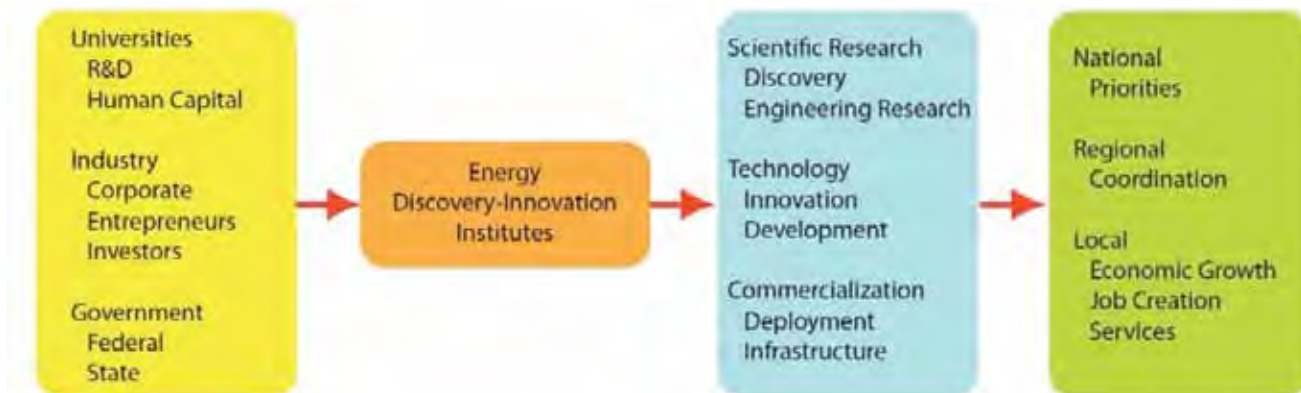 Universities
R&D
Human Capital
Industry
Corporate
Entrepreneurs
Investors
Government
Federal
State
Energy
Discovery-Innovation
Institutes
Scientific Research
Discovery
Engineering Research
Technology
Innovation
Development
Commercialization
Deployment
Infrastructure
National
Priorities
Regional
Coordination
Local
Economic Growth
Job Creation
Services